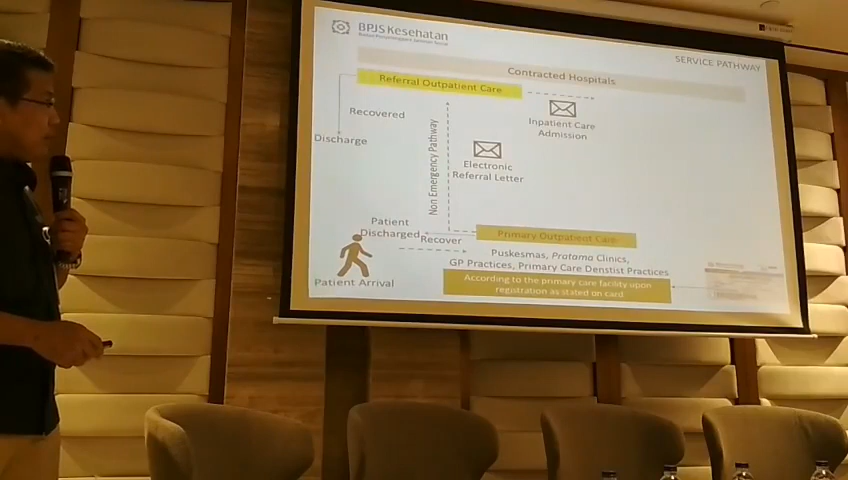 BPJS Kesehatan
SERVICE PATHWAY
Contracted Hospitals
Referral Outpatient Care
Recovered
Inpatient Care
Admission
Discharge
Non Emergency Pathway
Electronic
Referral Letter
Patient
Discharged
Recover
Primary Outpatient Care
Puskesmas, Pratama Clinics,
GP Practices, Primary Care Denstist Practices
Patient Arrival
According to the primary care facility upon
registration as stated on card